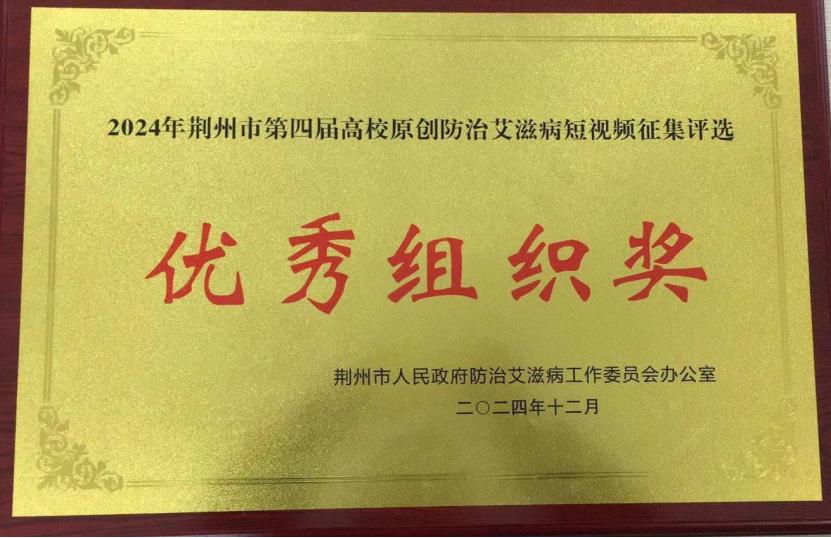 2024年荆州市第四届高校原创防治艾滋病短视频征集评选
优秀组织奖
荆州市人民政府防治艾滋病工作委员会办公室
二〇二四年十二月